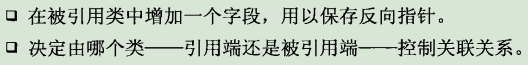 ❑ 在被引用类中增加一个字段，用以保存反向指针。
❑ 决定由哪个类——引用端还是被引用端——控制关联关系。